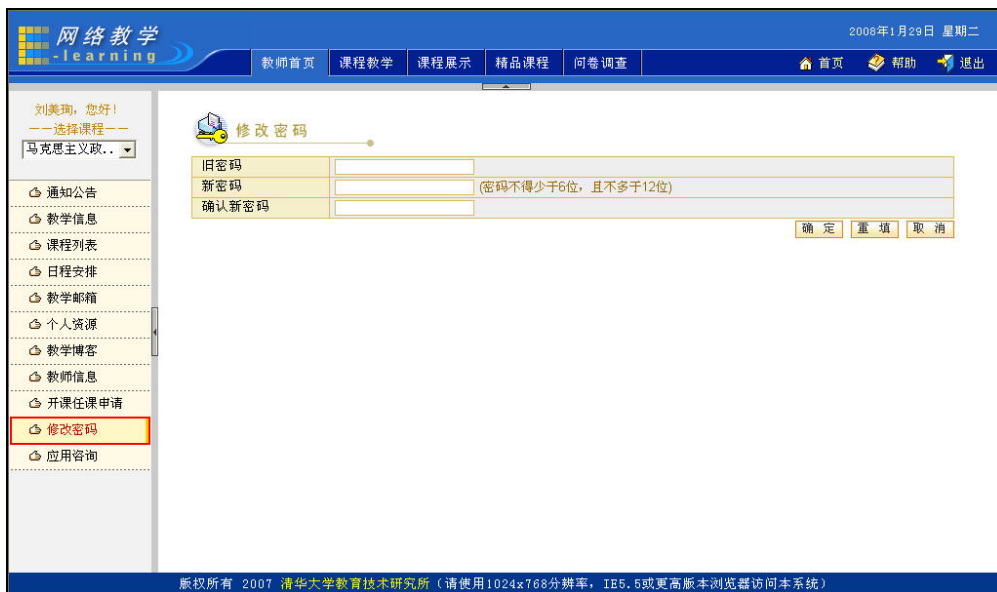 网络教学
-learning
2008年1月29日 星期二
教师首页 课程教学 课程展示 精品课程 问卷调查 首页 帮助 退出
刘美珣，您好！
——选择课程——
马克思主义政..
通知公告
教学信息
课程列表
日程安排
教学邮箱
个人资源
教学博客
教师信息
开课任课申请
修改密码
应用咨询
修改密码
旧密码
新密码 (密码不得少于6位，且不多于12位)
确认新密码
确 定 重 填 取 消
版权所有 2007 清华大学教育技术研究所（请使用1024x768分辨率，IE5.5或更高版本浏览器访问本系统）